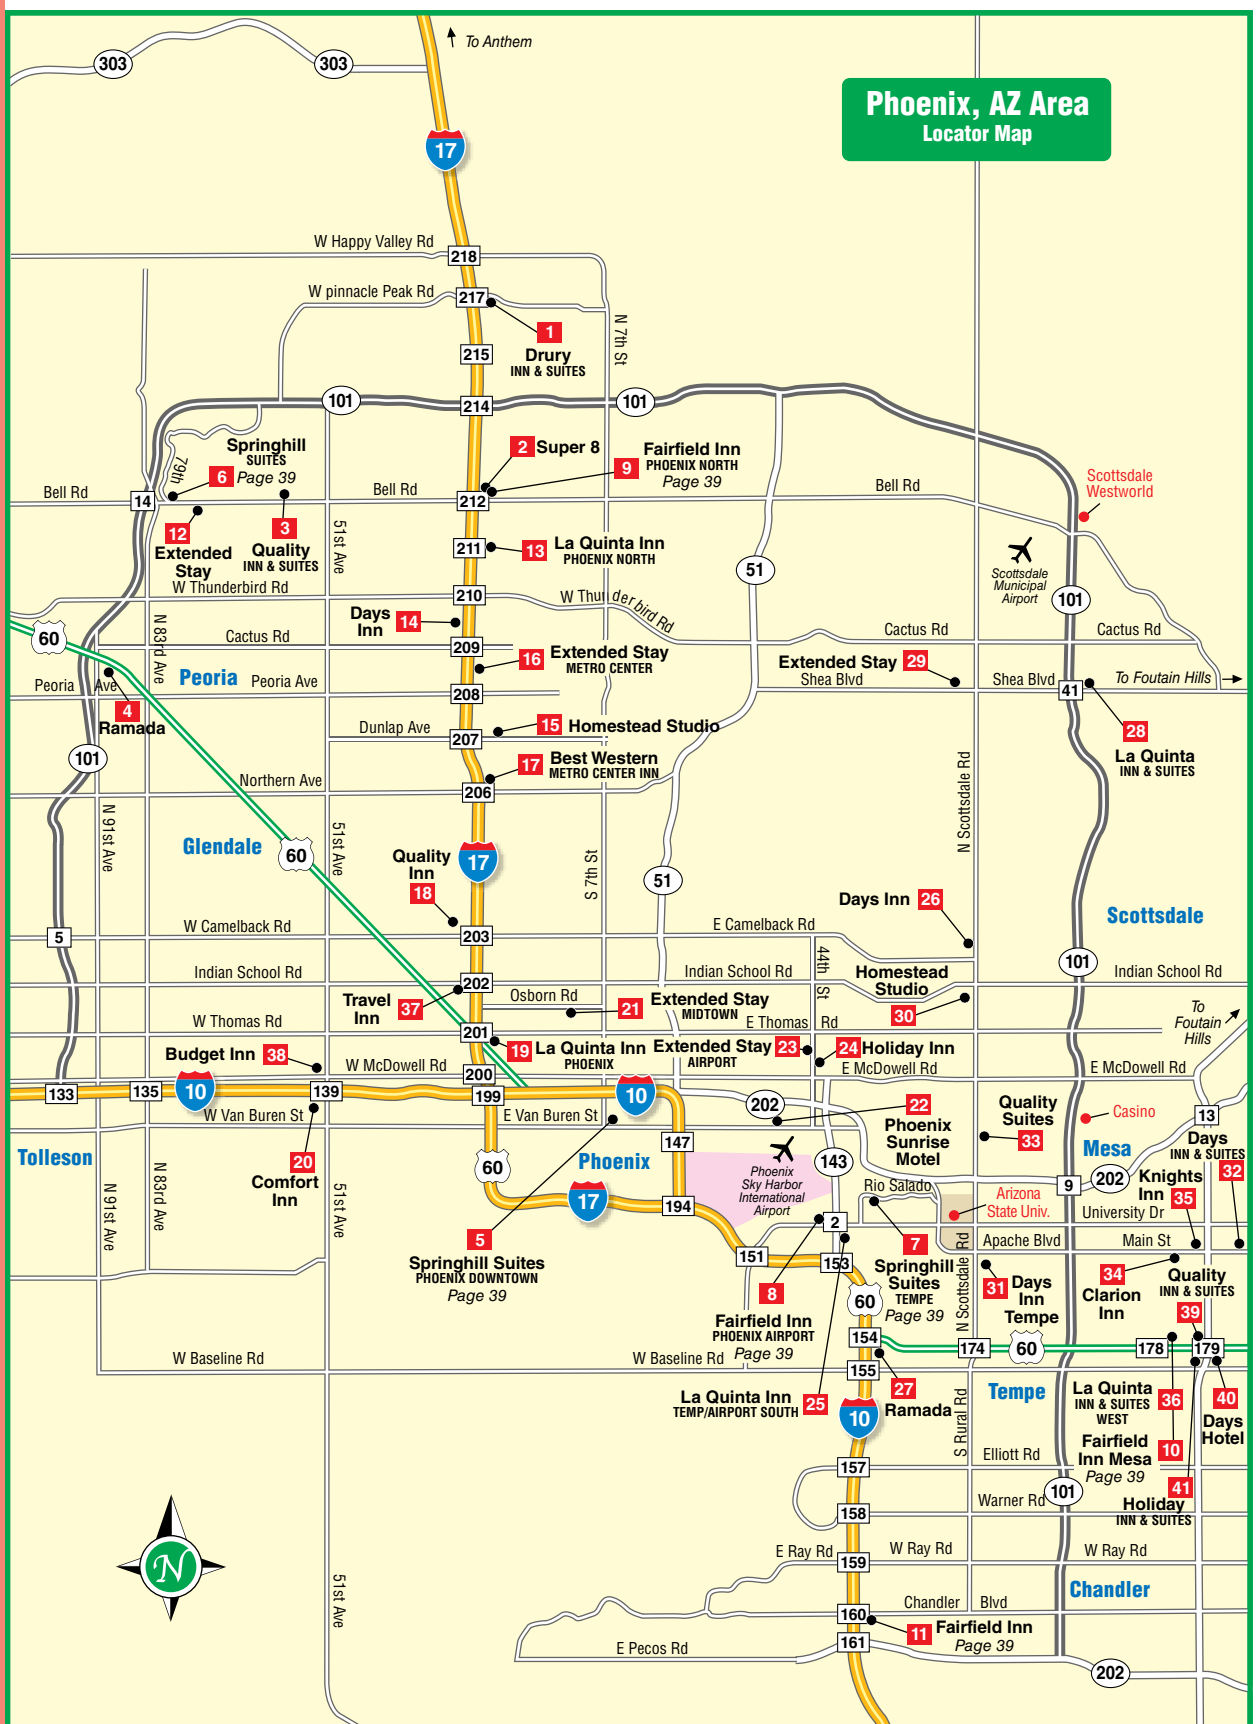 To Anthem
303
303
Phoenix, AZ Area
Locator Map
17
W Happy Valley Rd
218
W pinnacle Peak Rd
217
1
Drury
INN & SUITES
N 7th St
215
101
214
101
Springhill
SUITES
6 Page 39
79th
2 Super 8
9 Fairfield Inn
PHOENIX NORTH
Page 39
Scottsdale
Westworld
Bell Rd
14
Bell Rd
212
Bell Rd
12
Extended
Stay
3
Quality
INN & SUITES
51st Ave
211
13 La Quinta Inn
PHOENIX NORTH
51
Scottsdale
Municipal
Airport
101
W Thunderbird Rd
210
W Thunderbird Rd
Days
Inn
14
60
N 83rd Ave
Cactus Rd
209
Cactus Rd
Cactus Rd
16 Extended Stay
METRO CENTER
Extended Stay 29
Peoria
Peoria Ave
Peoria Ave
208
Shea Blvd
Shea Blvd
41
To Foutain Hills
4
Ramada
Dunlap Ave
207
15 Homestead Studio
28
La Quinta
INN & SUITES
101
17 Best Western
METRO CENTER INN
Northern Ave
206
N Scottsdale Rd
N 91st Ave
Glendale
60
51st Ave
17
Quality
Inn
18
S 7th St
51
Days Inn 26
Scottsdale
5
W Camelback Rd
203
E Camelback Rd
44th St
101
Indian School Rd
202
Indian School Rd
Homestead
Studio
30
Indian School Rd
Travel
Inn
37
Osborn Rd
21 Extended Stay
MIDTOWN
To
Foutain
Hills
W Thomas Rd
201
E Thomas Rd
Budget Inn 38
19 La Quinta Inn
PHOENIX
Extended Stay 23
AIRPORT
24 Holiday Inn
W McDowell Rd
200
E McDowell Rd
E McDowell Rd
133
135
10
139
199
10
202
W Van Buren St
E Van Buren St
22
Phoenix
Sunrise
Motel
Quality
Suites
33
Casino
13
Tolleson
20
Comfort
Inn
60
Phoenix
147
Phoenix
Sky Harbor
International
Airport
143
Mesa
Days
INN & SUITES
32
9
202
Knights
Inn
35
N 91st Ave
N 83rd Ave
51st Ave
17
194
Rio Salado
Arizona
State Univ.
University Dr
2
5
Springhill Suites
PHOENIX DOWNTOWN
Page 39
151
153
7
Springhill
Suites
TEMPE
Page 39
N Scottsdale Rd
Apache Blvd
Main St
31 Days
Inn
Tempe
34
Clarion
Inn
Quality
INN & SUITES
39
8
Fairfield Inn
PHOENIX AIRPORT
Page 39
60
154
174
60
178
179
W Baseline Rd
W Baseline Rd
155
27
Ramada
La Quinta Inn
TEMP/AIRPORT SOUTH
25
10
Tempe
La Quinta
INN & SUITES
WEST
36
40
Days
Hotel
S Rural Rd
Fairfield
Inn Mesa
Page 39
10
157
Elliott Rd
101
41
Holiday
INN & SUITES
158
Warner Rd
N
E Ray Rd
159
W Ray Rd
W Ray Rd
51st Ave
Chandler
160
Chandler Blvd
11 Fairfield Inn
Page 39
E Pecos Rd
161
202